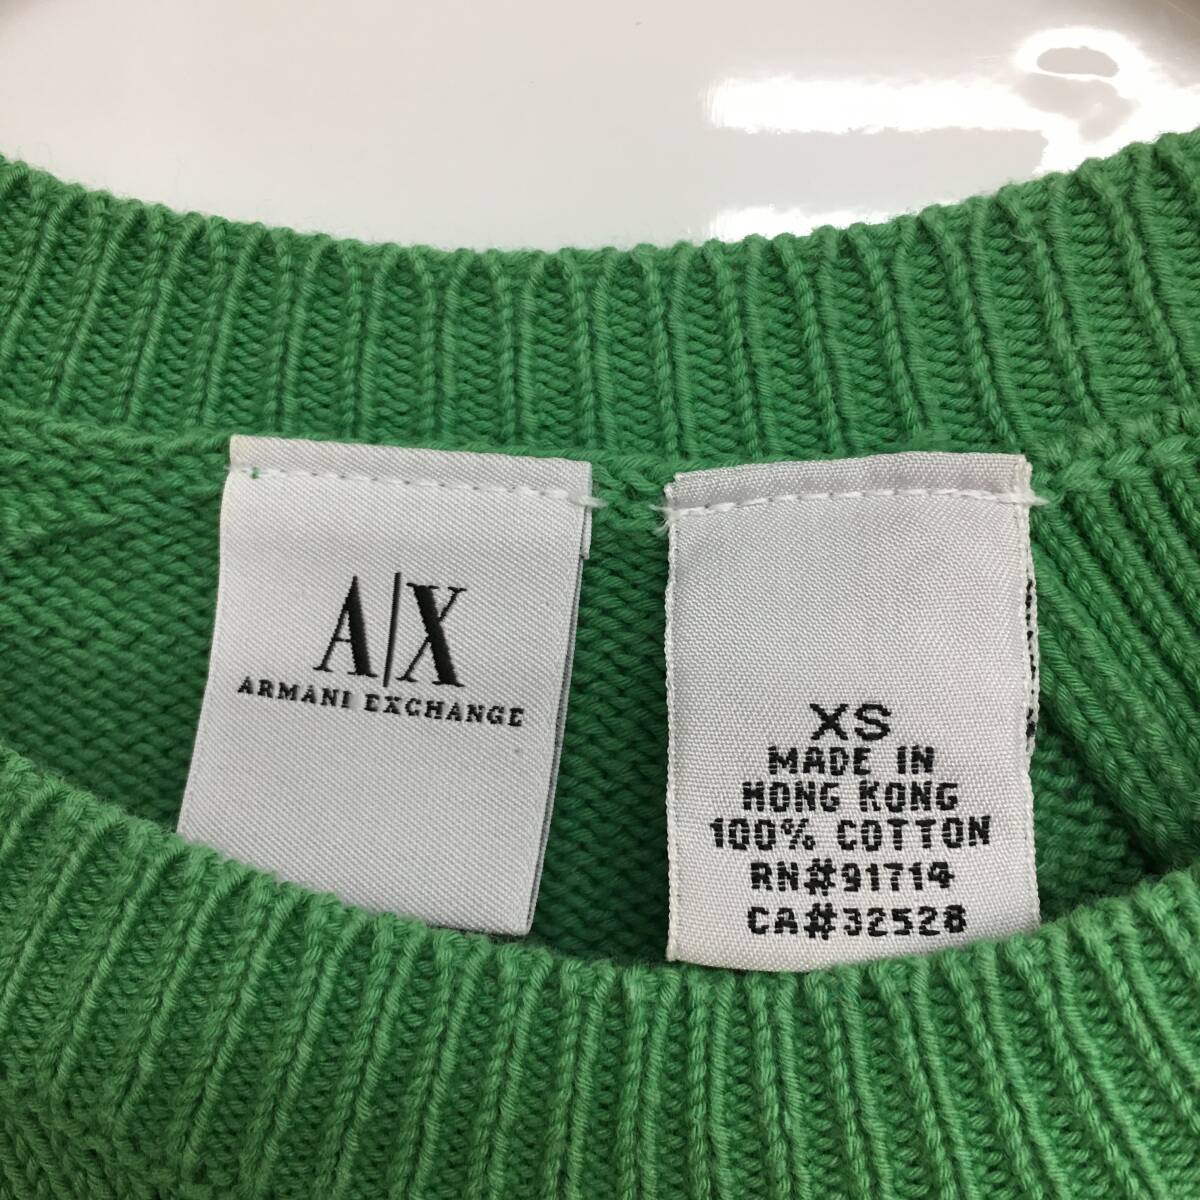 A|X
ARMANI EXCHANGE
XS
MADE IN
HONG KONG
100% COTTON
RN#91714
CA#32528